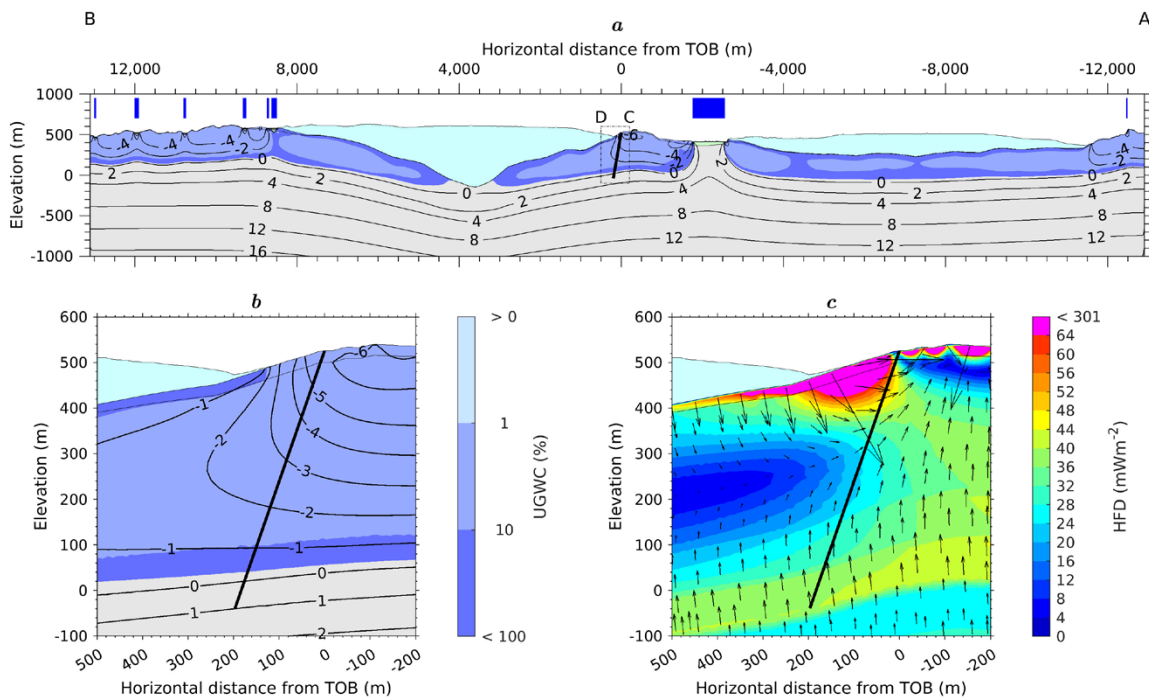 B
a
A
Horizontal distance from TOB (m)
12,000 8,000 4,000 0 -4,000 -8,000 -12,000
1000
500
0
-500
-1000
Elevation (m)
D C
-4 -4 -4 -2 0 2 4 8 12 16
2 0 2 4 8
-6 -4 -2 0 2 4 8 12
0 2 4 8 12
-4 -2 0 2 4 8 12
b
600
500
400
300
200
100
0
-100
Elevation (m)
500 400 300 200 100 0 -100 -200
Horizontal distance from TOB (m)
-6
-5
-1
-4
-2
-3
-2
-1 -1
0 0
1 1
2
> 0
1
10
< 100
UGWC (%)
c
600
500
400
300
200
100
0
-100
Elevation (m)
500 400 300 200 100 0 -100 -200
Horizontal distance from TOB (m)
< 301
64
60
56
52
48
44
40
36
32
28
24
20
16
12
8
4
0
HFD (mWm-2)